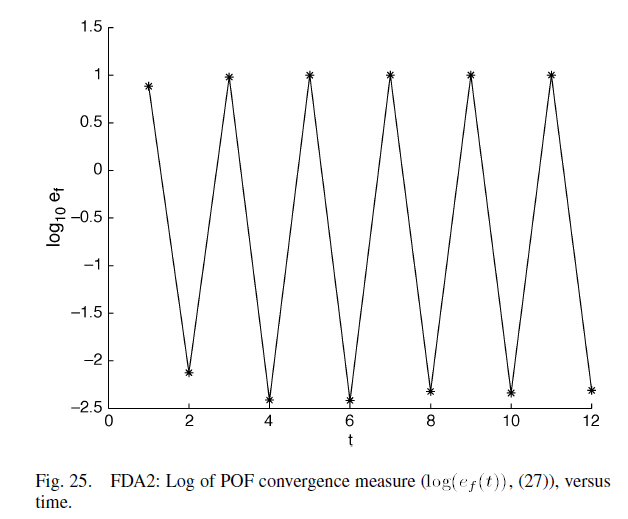 1.5
1
0.5
0
−0.5
−1
−1.5
−2
−2.5
log10 ef
0 2 4 6 8 10 12
t
Fig. 25. FDA2: Log of POF convergence measure (log(ef(t)), (27)), versus
time.